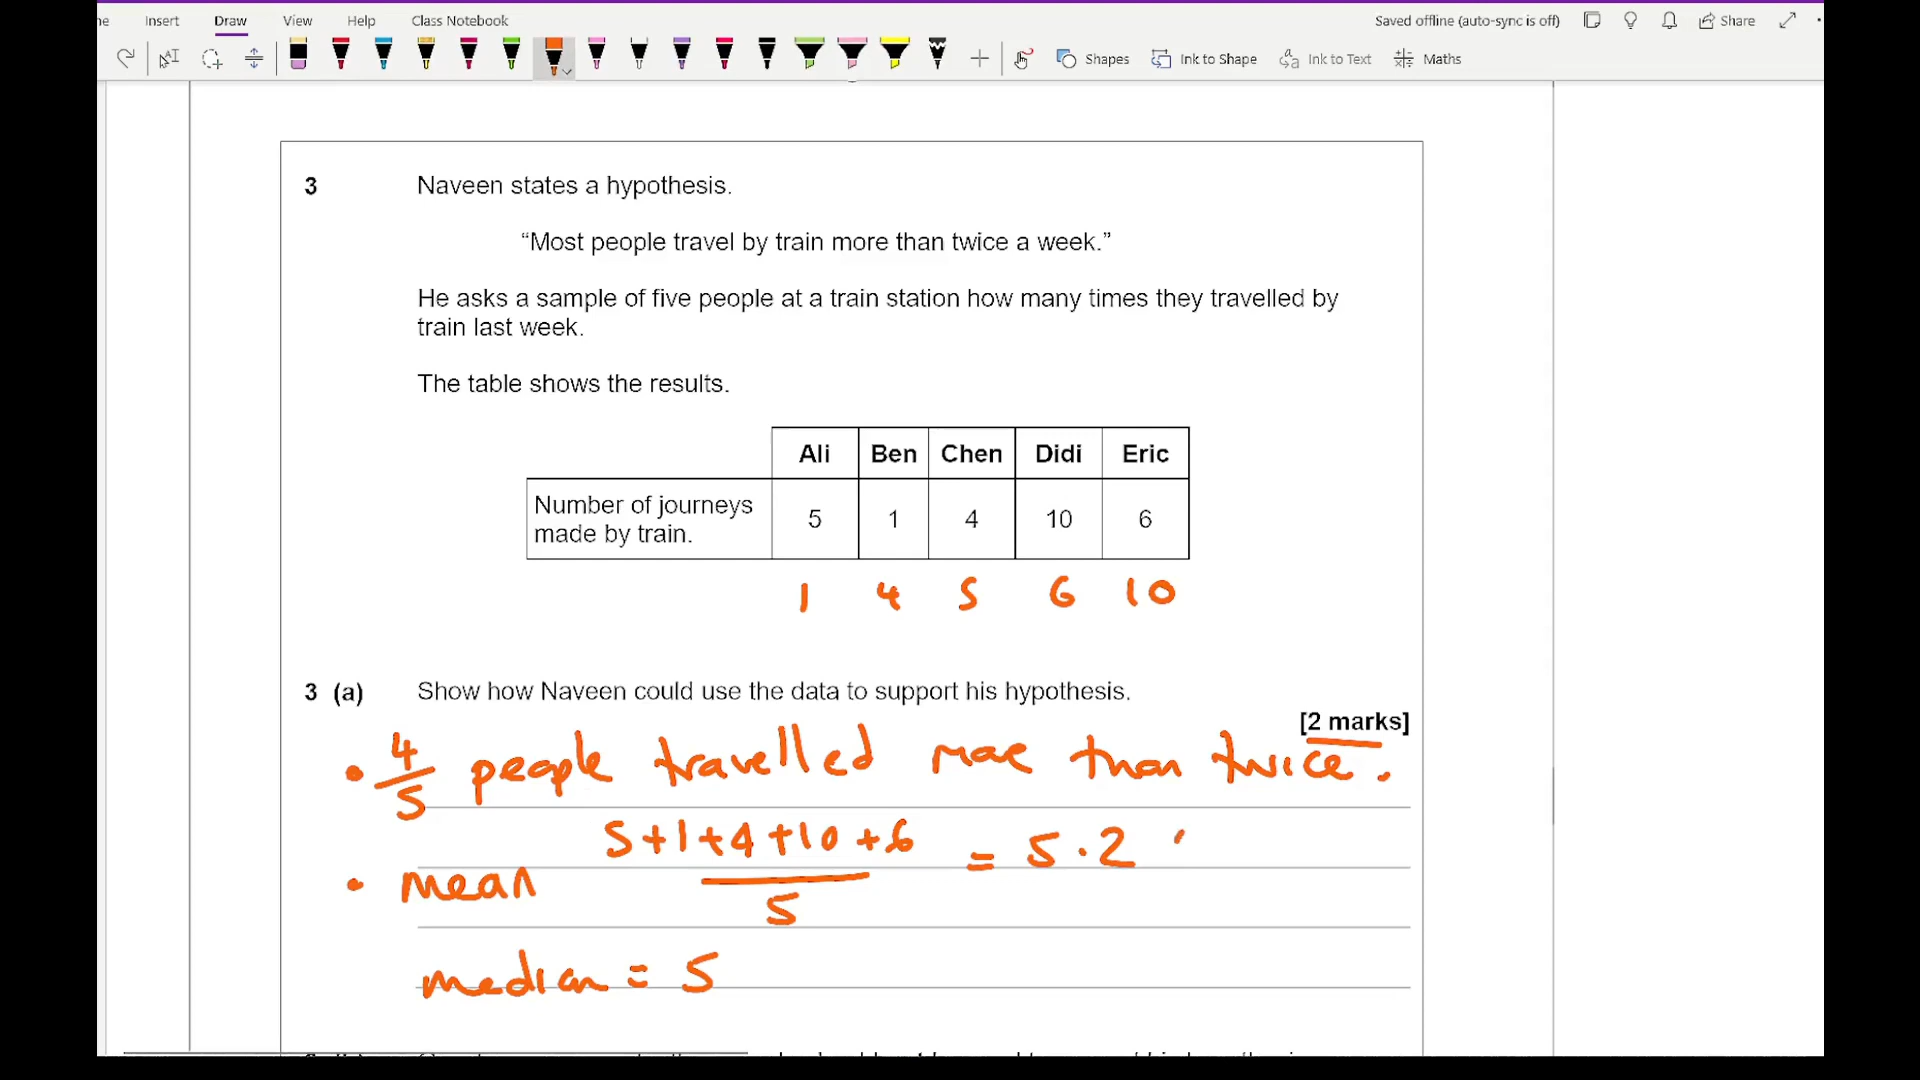 Insert Draw View Help Class Notebook Saved offline (auto-sync is off) Share
Shapes Ink to Shape Ink to Text Maths
3 Naveen states a hypothesis.
“Most people travel by train more than twice a week.”
He asks a sample of five people at a train station how many times they travelled by
train last week.
The table shows the results.
Ali Ben Chen Didi Eric
Number of journeys
made by train.
5 1 4 10 6
1 4 5 6 10
3 (a) Show how Naveen could use the data to support his hypothesis.
[2 marks]
• 4/5 people travelled more than twice.
5+1+4+10+6
• mean = 5.2
5
median = 5